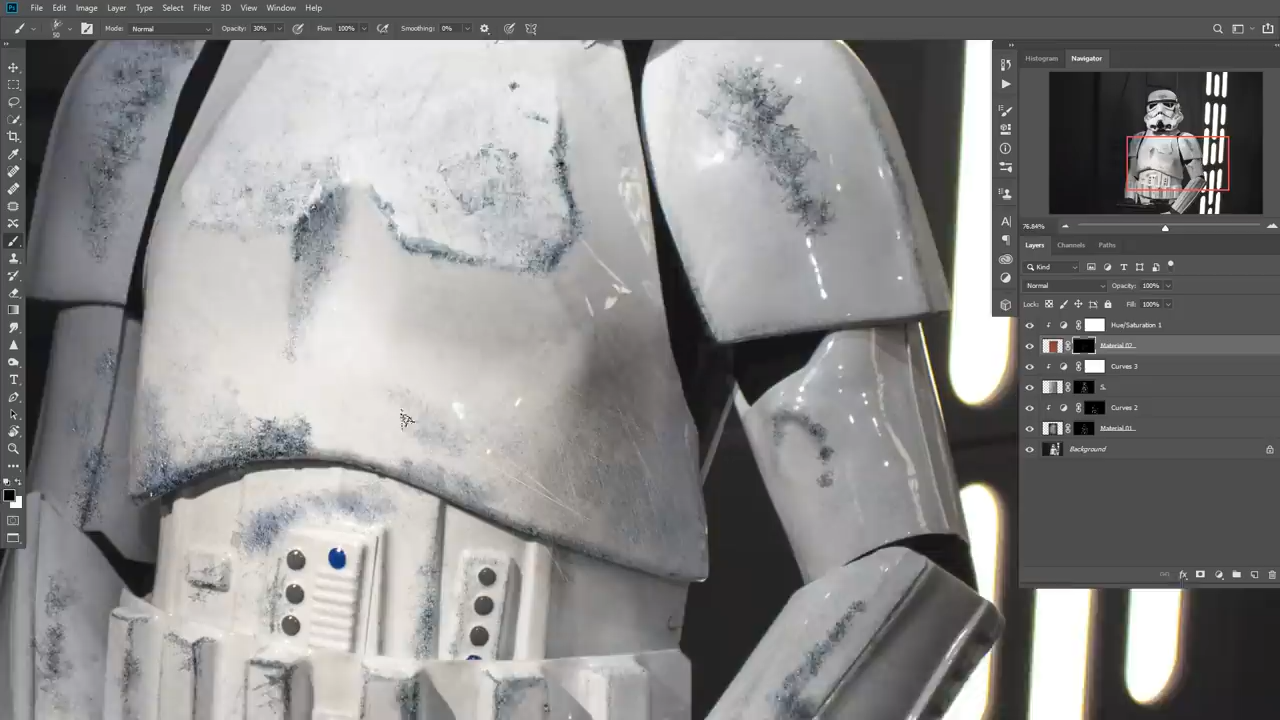 File Edit Image Layer Type Select Filter 3D View Window Help
50 Mode: Normal Opacity: 30% Flow: 100% Smoothing: 0%
Histogram Navigator
76.84%
Layers Channels Paths
Kind
Normal Opacity: 100%
Lock: Fill: 100%
Hue/Saturation 1
Material 02
Curves 3
Curves 2
Material 01
Background